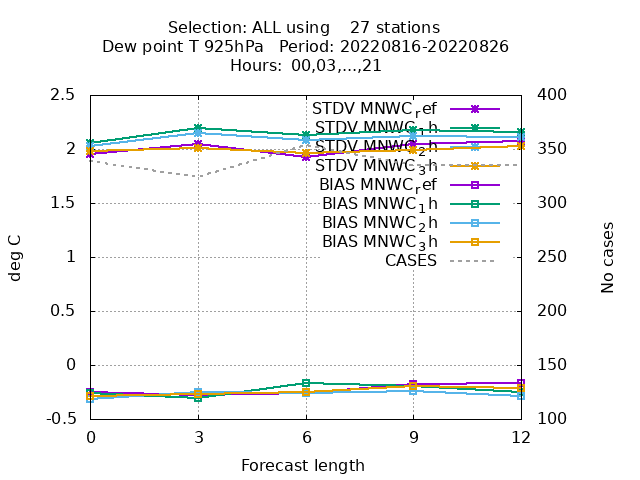 Selection: ALL using 27 stations
Dew point T 925hPa Period: 20220816-20220826
Hours: 00,03,...,21
2.5
2
1.5
1
0.5
0
-0.5
400
350
300
250
200
150
100
deg C
No cases
STDV MNWC_ref
STDV MNWC_1h
STDV MNWC_2h
STDV MNWC_3h
BIAS MNWC_ref
BIAS MNWC_1h
BIAS MNWC_2h
BIAS MNWC_3h
CASES
0 3 6 9 12
Forecast length